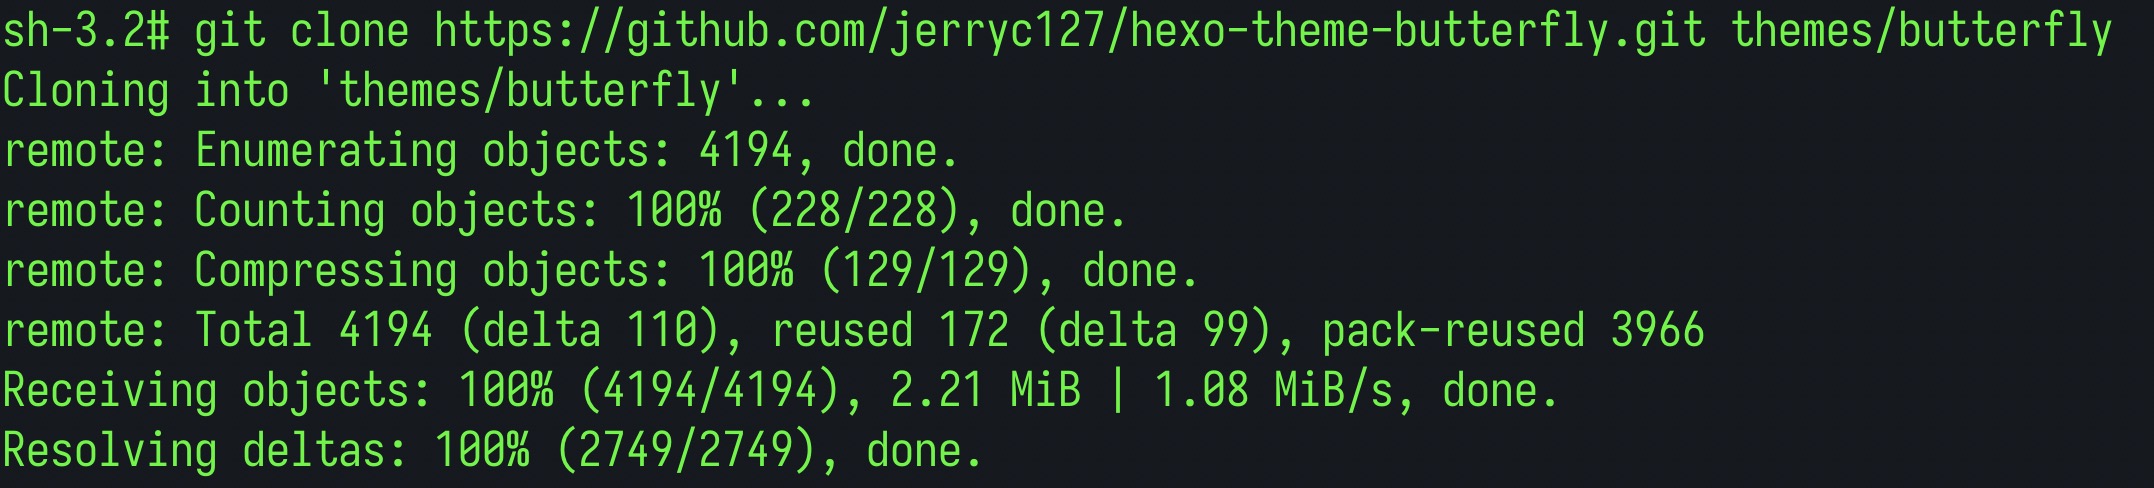 sh-3.2# git clone https://github.com/jerryc127/hexo-theme-butterfly.git themes/butterfly
Cloning into 'themes/butterfly'...
remote: Enumerating objects: 4194, done.
remote: Counting objects: 100% (228/228), done.
remote: Compressing objects: 100% (129/129), done.
remote: Total 4194 (delta 110), reused 172 (delta 99), pack-reused 3966
Receiving objects: 100% (4194/4194), 2.21 MiB | 1.08 MiB/s, done.
Resolving deltas: 100% (2749/2749), done.